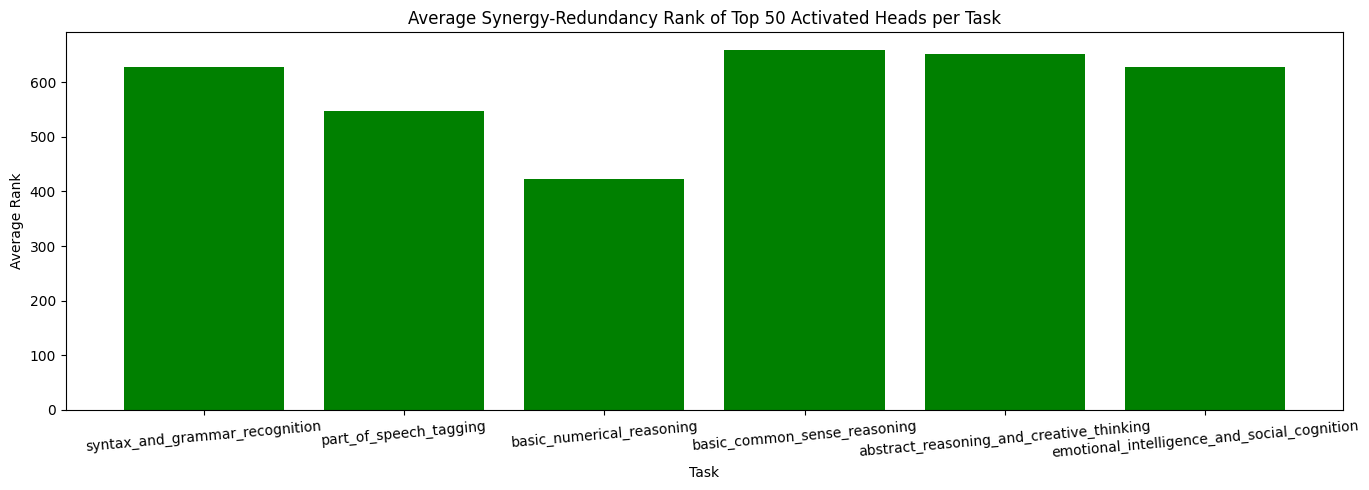 Average Synergy-Redundancy Rank of Top 50 Activated Heads per Task
Average Rank
600
500
400
300
200
100
0
syntax_and_grammar_recognition
part_of_speech_tagging
basic_numerical_reasoning
basic_common_sense_reasoning
abstract_reasoning_and_creative_thinking
emotional_intelligence_and_social_cognition
Task